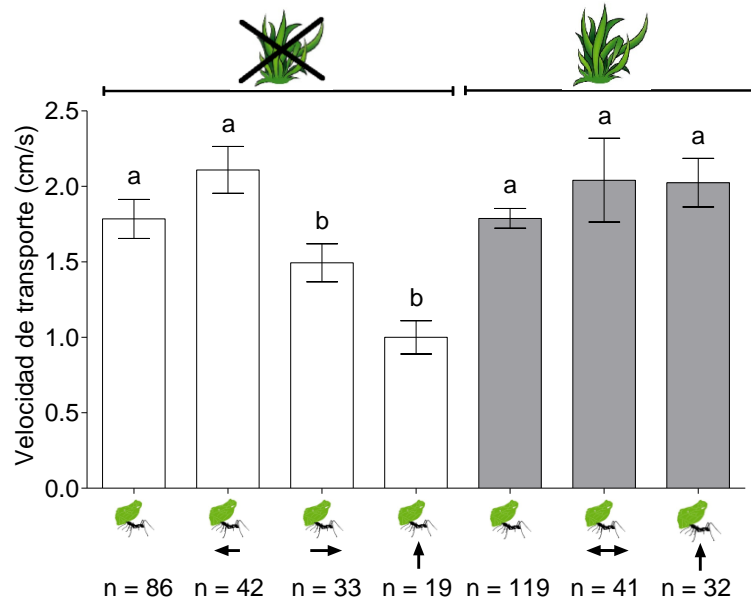 Velocidad de transporte (cm/s)
2.5
2.0
1.5
1.0
0.5
0.0
a
a
b
b
a
a
a
n = 86 n = 42 n = 33 n = 19 n = 119 n = 41 n = 32